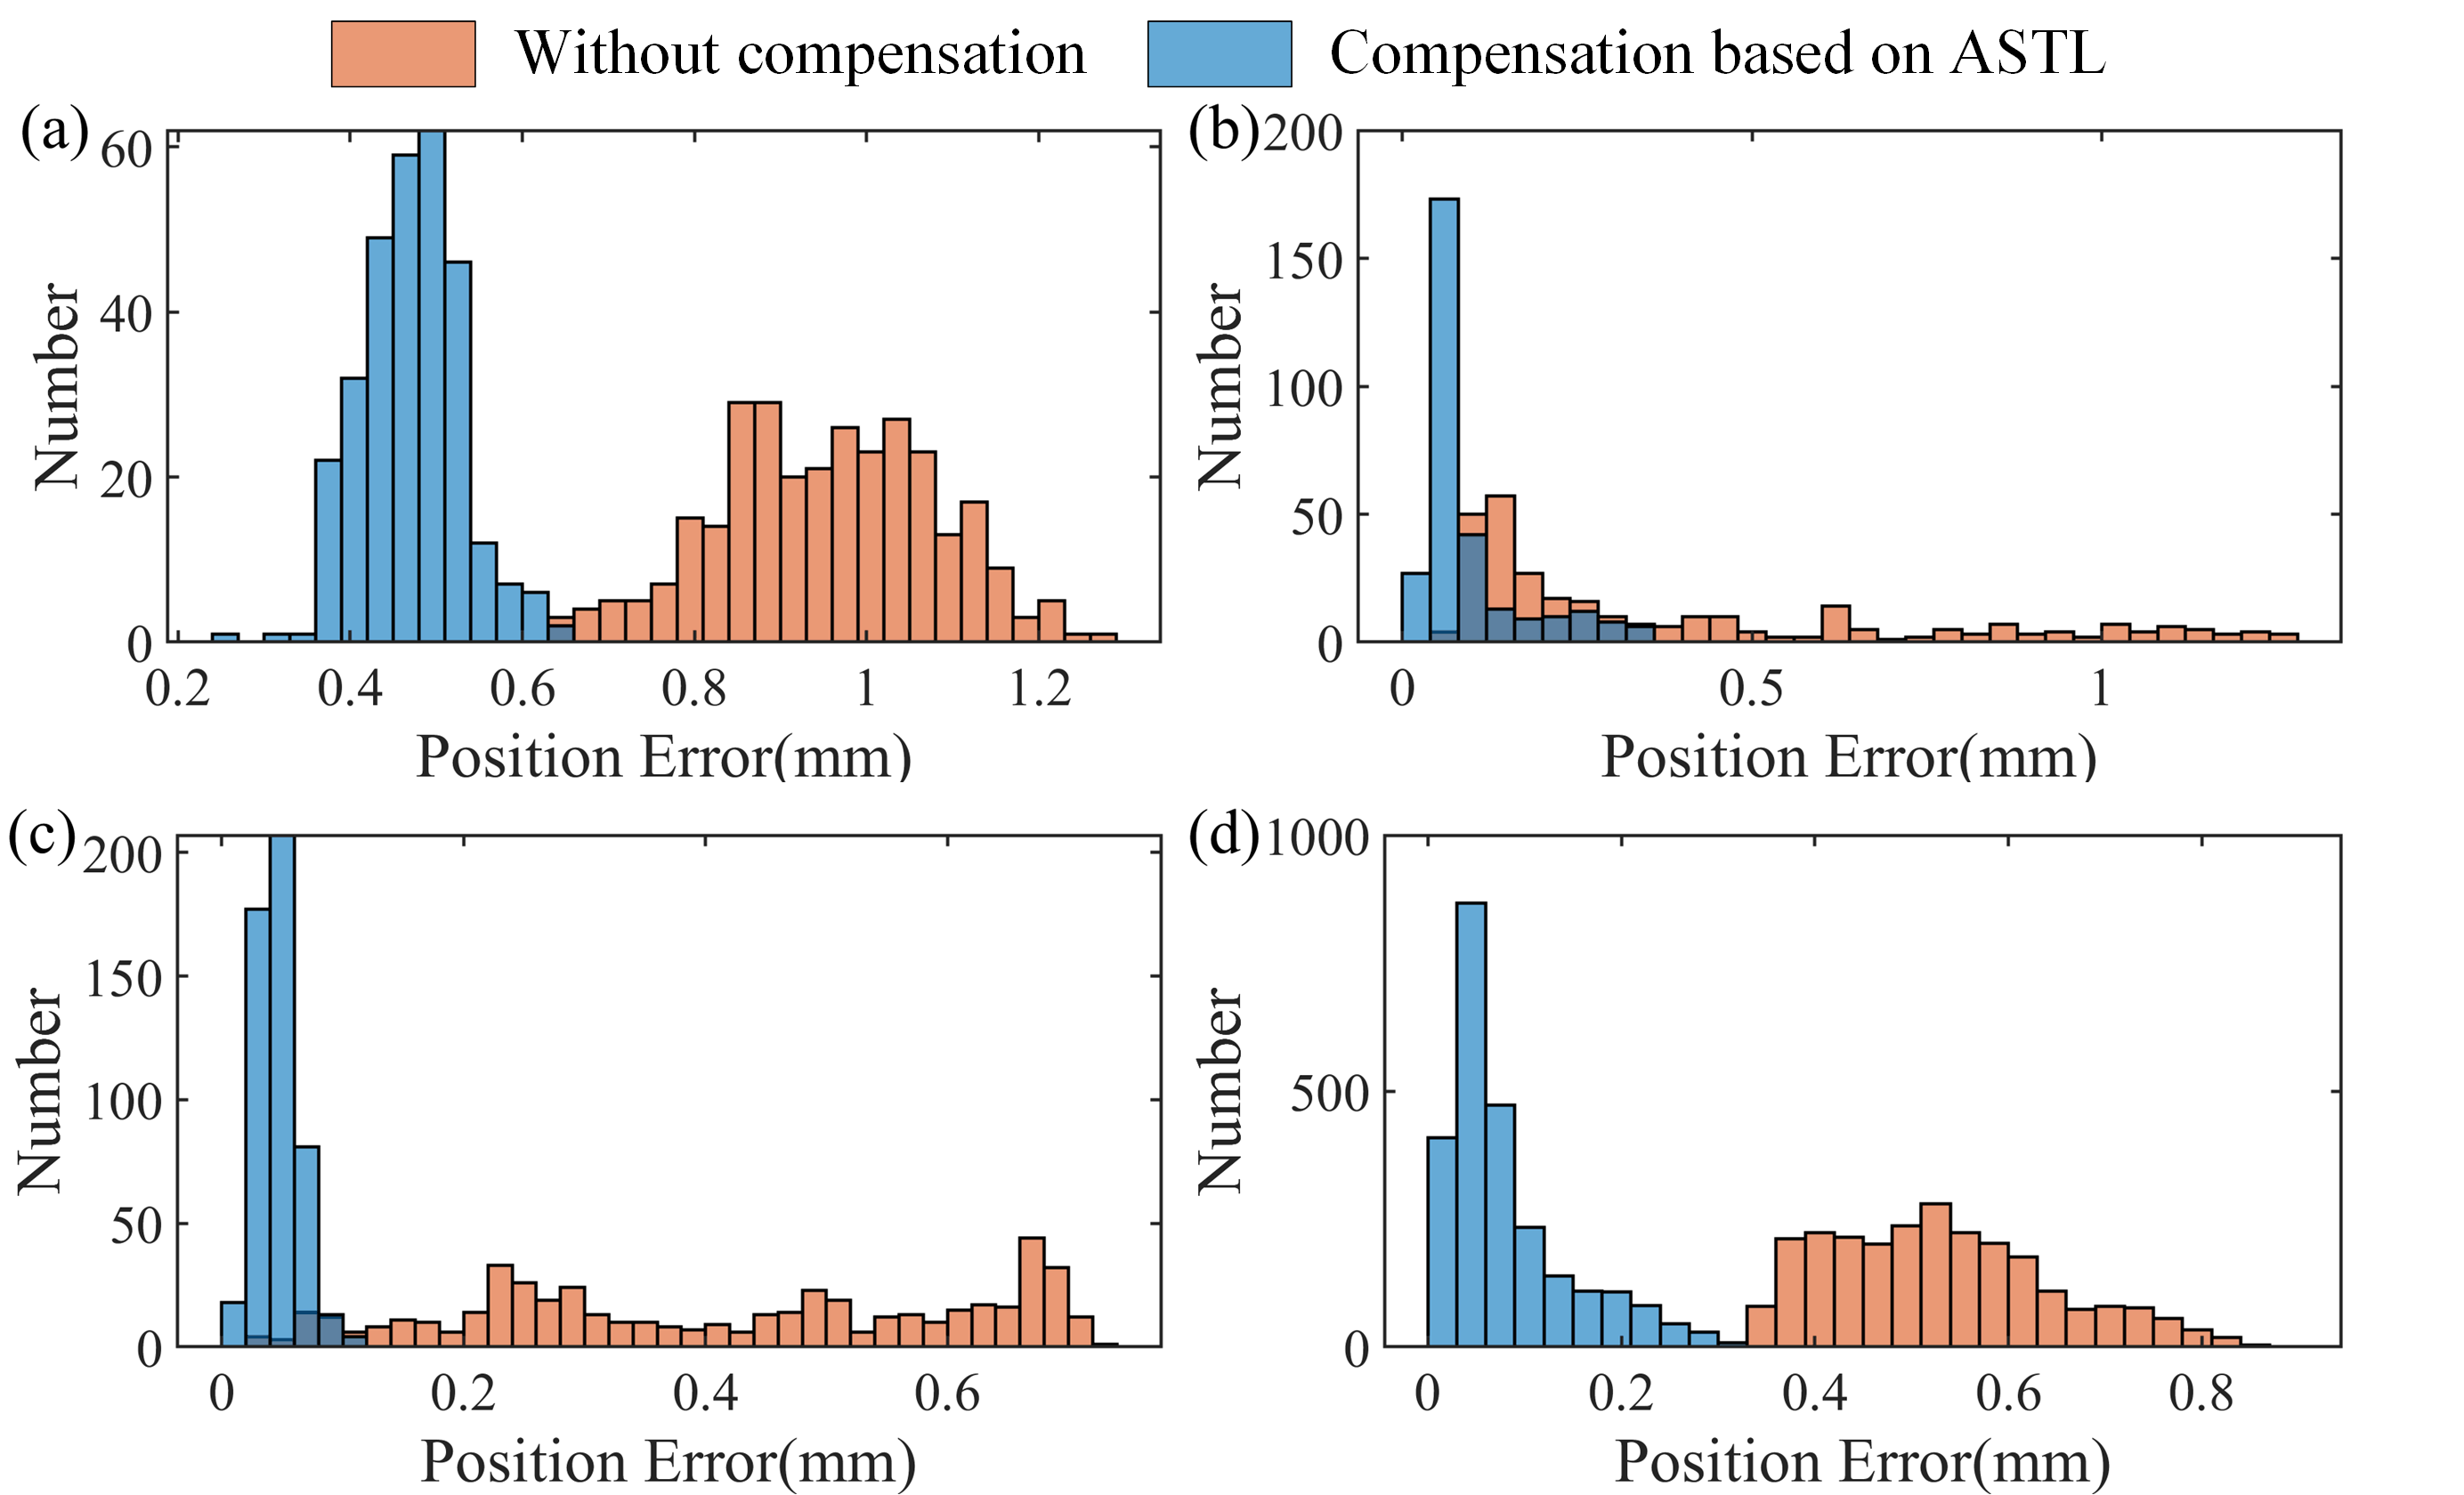 Without compensation
Compensation based on ASTL
(a)
60
40
20
0
Number
0.2
0.4
0.6
0.8
1
1.2
Position Error(mm)
(b)
200
150
100
50
0
Number
0
0.5
1
Position Error(mm)
(c)
200
150
100
50
0
Number
0
0.2
0.4
0.6
Position Error(mm)
(d)
1000
500
0
Number
0
0.2
0.4
0.6
0.8
Position Error(mm)